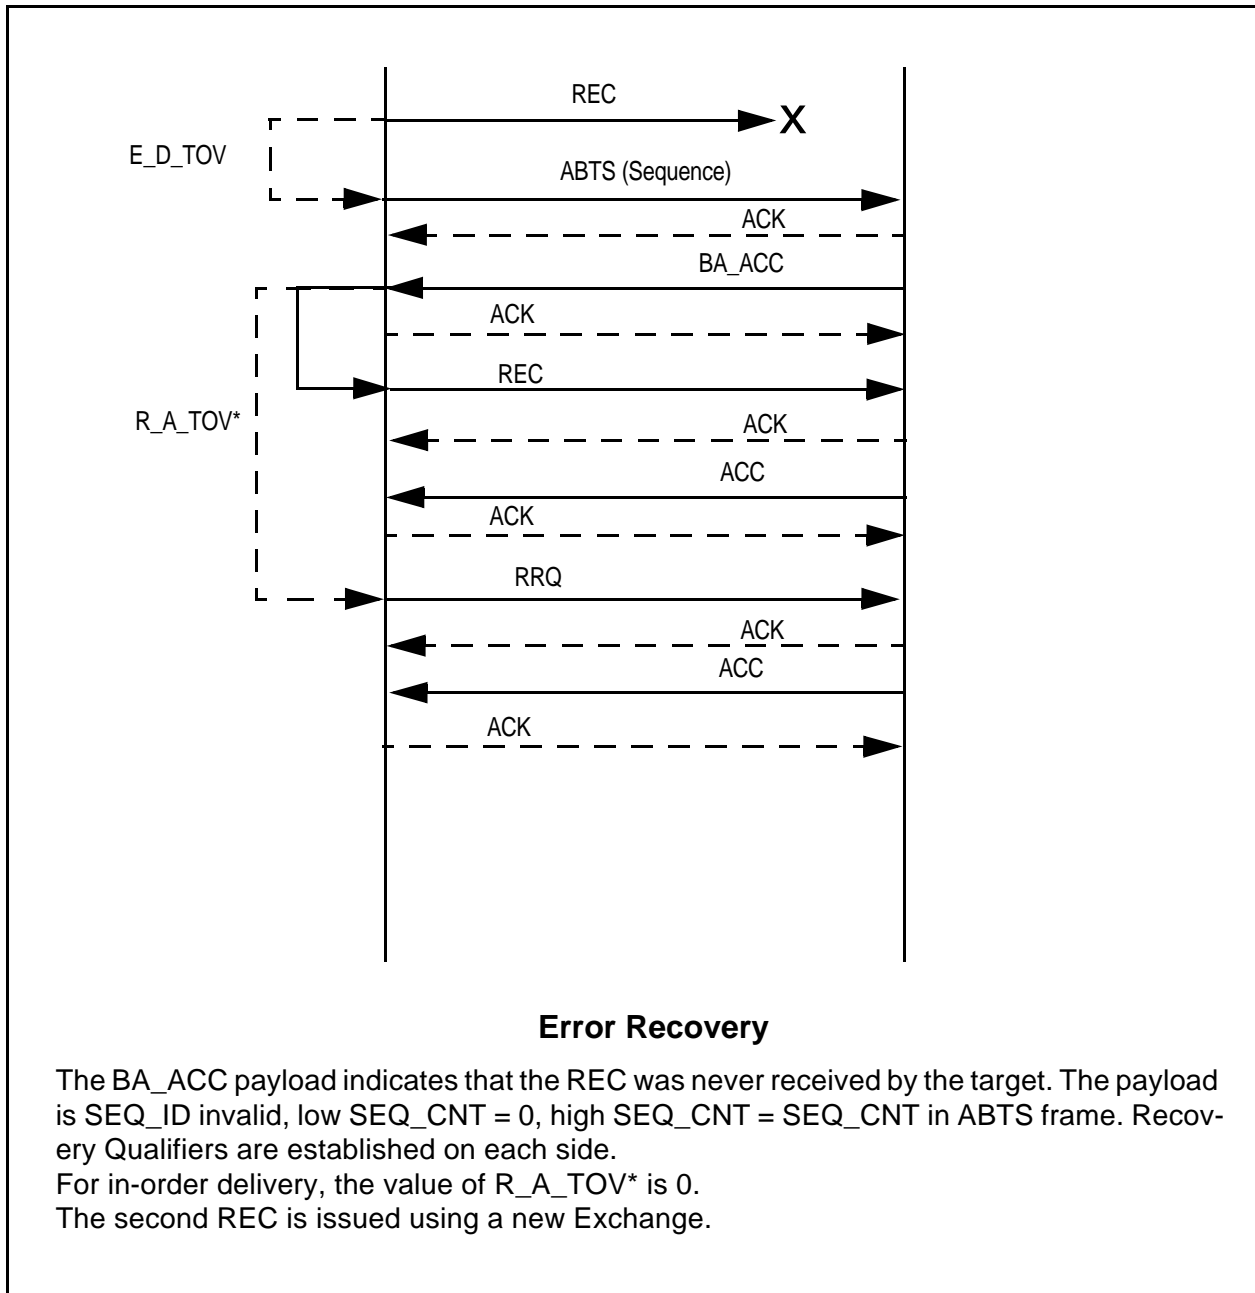 REC
X
E_D_TOV
ABTS (Sequence)
ACK
BA_ACC
ACK
REC
R_A_TOV*
ACK
ACC
ACK
RRQ
ACK
ACC
ACK
Error Recovery
The BA_ACC payload indicates that the REC was never received by the target. The payload
is SEQ_ID invalid, low SEQ_CNT = 0, high SEQ_CNT = SEQ_CNT in ABTS frame. Recov-
ery Qualifiers are established on each side.
For in-order delivery, the value of R_A_TOV* is 0.
The second REC is issued using a new Exchange.